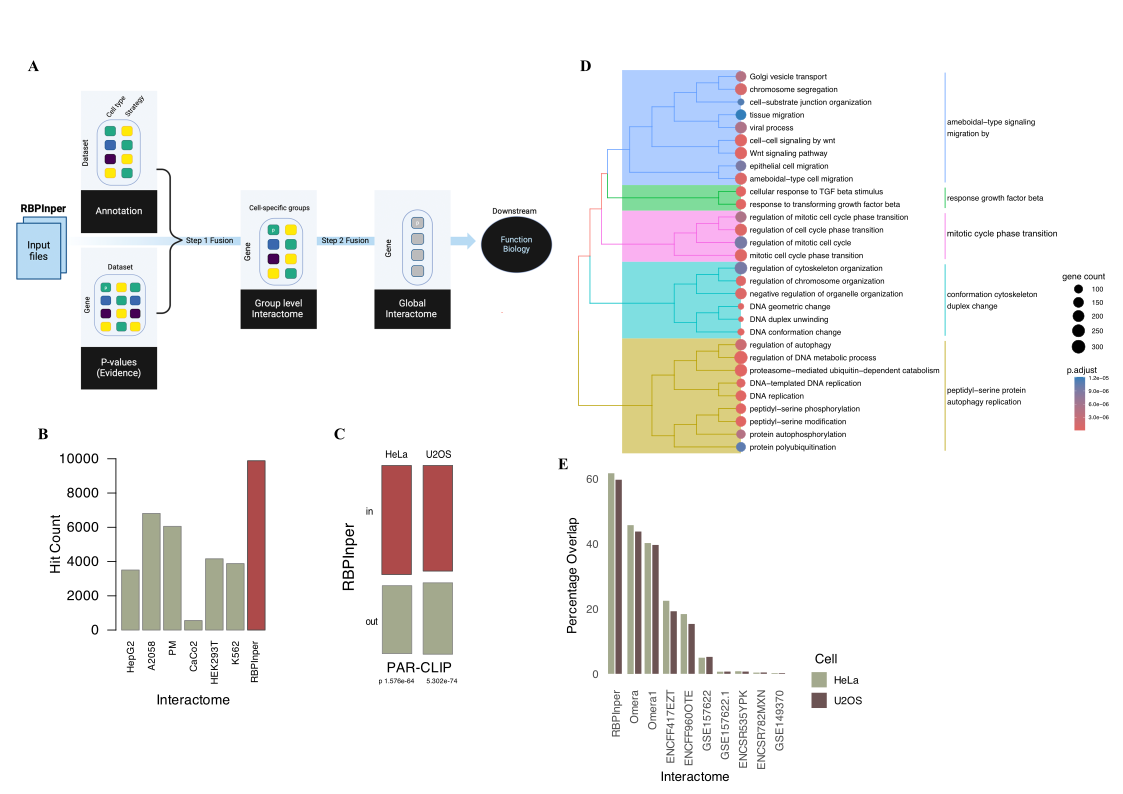 A
Cell type
Strategy
Dataset
Annotation
RBPInper
Input
files
Dataset
Gene
p
P-values
(Evidence)
Step 1 Fusion
Cell-specific groups
Gene
p
Group level
Interactome
Step 2 Fusion
Gene
p
Global
Interactome
Downstream
Function
Biology
B
Hit Count
10000
8000
6000
4000
2000
0
HepG2
A2058
PM
CaCo2
HEK293T
K562
RBPInper
Interactome
C
HeLa
U2OS
RBPInper
in
out
PAR-CLIP
p 1.576e-64
5.302e-74
D
Golgi vesicle transport
chromosome segregation
cell-substrate junction organization
tissue migration
viral process
cell-cell signaling by wnt
Wnt signaling pathway
epithelial cell migration
ameboidal-type cell migration
cellular response to TGF beta stimulus
response to transforming growth factor beta
regulation of mitotic cell cycle phase transition
regulation of cell cycle phase transition
regulation of mitotic cell cycle
mitotic cell cycle phase transition
regulation of cytoskeleton organization
regulation of chromosome organization
negative regulation of organelle organization
DNA geometric change
DNA duplex unwinding
DNA conformation change
regulation of autophagy
regulation of DNA metabolic process
proteasome-mediated ubiquitin-dependent catabolism
DNA-templated DNA replication
DNA replication
peptidyl-serine phosphorylation
peptidyl-serine modification
protein autophosphorylation
protein polyubiquitination
ameboidal-type signaling
migration by
response growth factor beta
mitotic cycle phase transition
conformation cytoskeleton
duplex change
peptidyl-serine protein
autophagy replication
gene count
100
150
200
250
300
p.adjust
1.2e-05
9.0e-06
6.0e-06
3.0e-06
E
Percentage Overlap
60
40
20
0
RBPInper
Omera
Omera1
ENCFF417EZT
ENCFF960OTE
GSE157622
GSE157622.1
ENCSR535YPK
ENCSR782MXN
GSE149370
Interactome
Cell
HeLa
U2OS